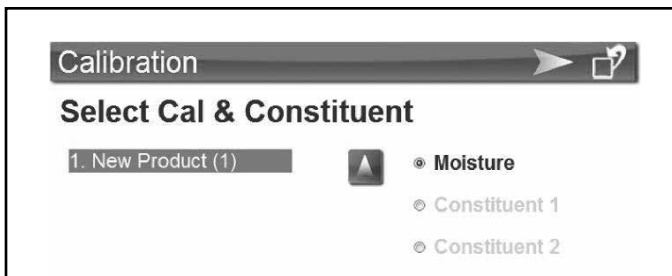 Calibration
Select Cal & Constituent
1. New Product (1)
Moisture
Constituent 1
Constituent 2